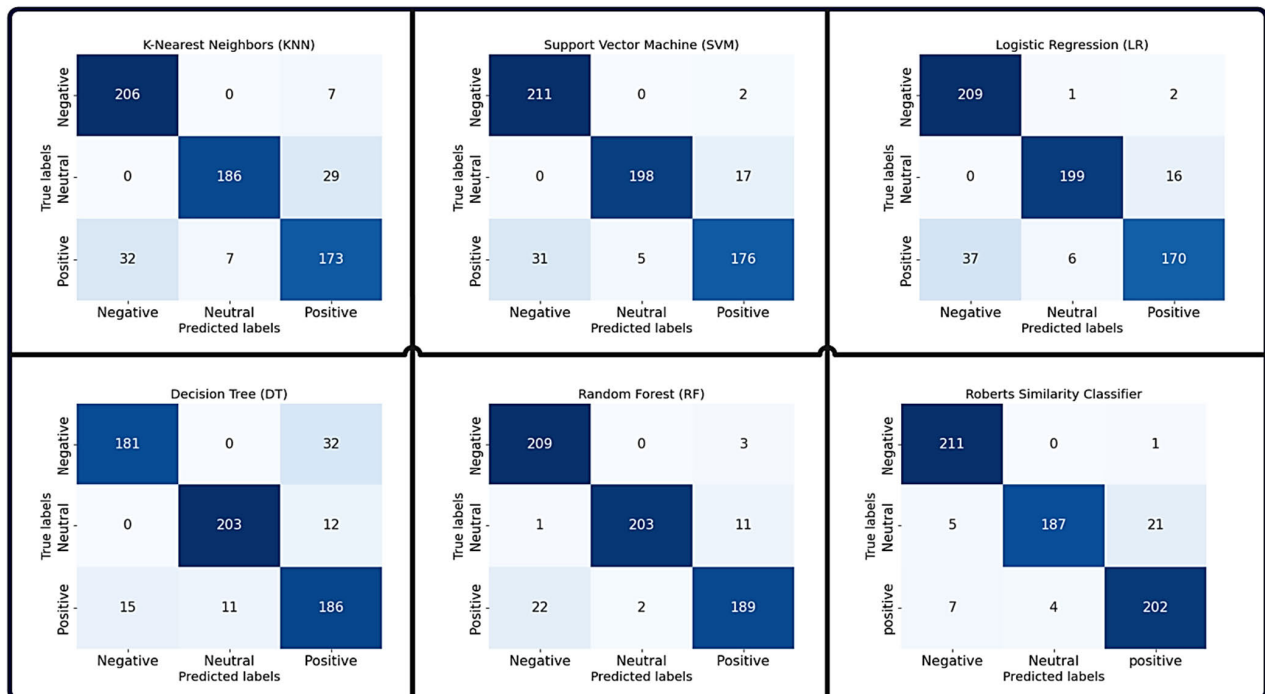 K-Nearest Neighbors (KNN)
Negative
206 0 7
True labels
Neutral
0 186 29
Positive
32 7 173
Negative Neutral Positive
Predicted labels
Support Vector Machine (SVM)
Negative
211 0 2
True labels
Neutral
0 198 17
Positive
31 5 176
Negative Neutral Positive
Predicted labels
Logistic Regression (LR)
Negative
209 1 2
True labels
Neutral
0 199 16
Positive
37 6 170
Negative Neutral Positive
Predicted labels
Decision Tree (DT)
Negative
181 0 32
True labels
Neutral
0 203 12
Positive
15 11 186
Negative Neutral Positive
Predicted labels
Random Forest (RF)
Negative
209 0 3
True labels
Neutral
1 203 11
Positive
22 2 189
Negative Neutral Positive
Predicted labels
Roberts Similarity Classifier
Negative
211 0 1
True labels
Neutral
5 187 21
positive
7 4 202
Negative Neutral positive
Predicted labels